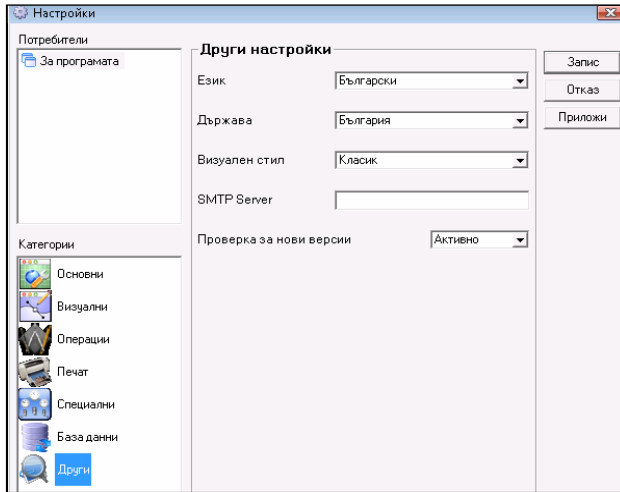 Настройки
Потребители
За програмата
Категории
Основни
Визуални
Операции
Печат
Специални
База данни
Други
Други настройки
Език Български
Държава България
Визуален стил Класик
SMTP Server
Проверка за нови версии Активно
Запис
Отказ
Приложи